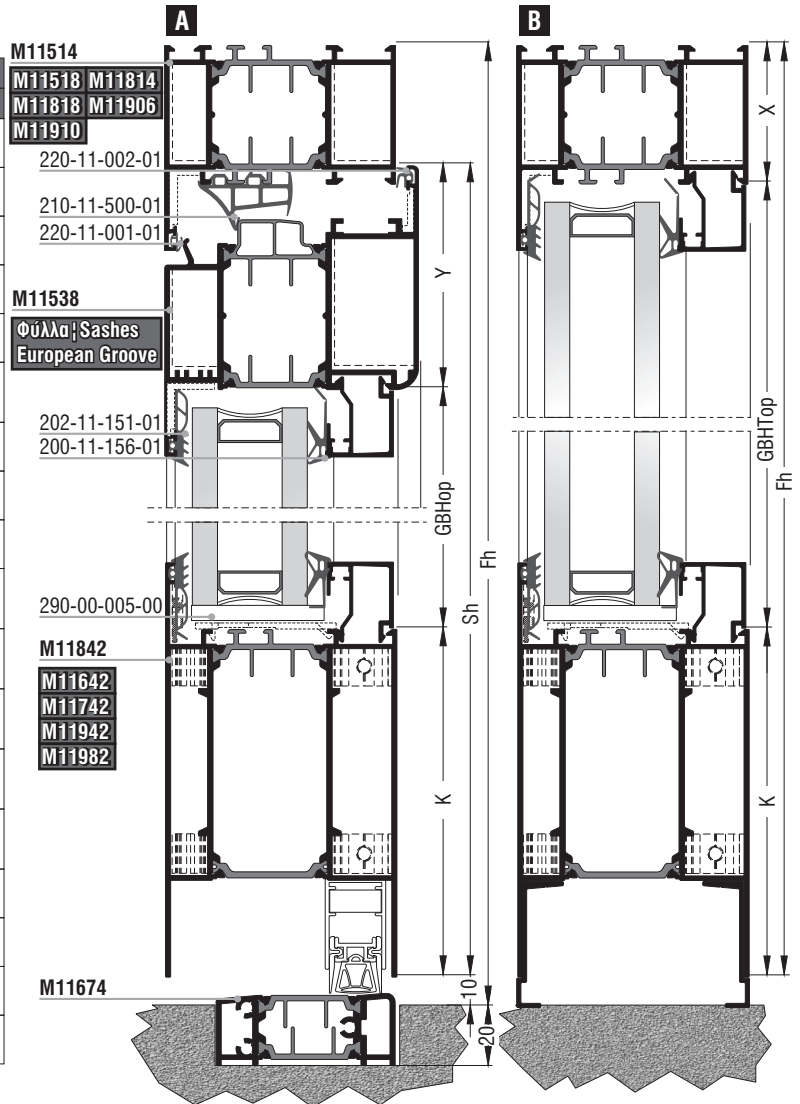 A
B
M11514
M11518 M11814
M11818 M11906
M11910
220-11-002-01
210-11-500-01
220-11-001-01
M11538
Φύλλα ¦ Sashes
European Groove
202-11-151-01
200-11-156-01
290-00-005-00
M11842
M11642
M11742
M11942
M11982
M11674
Y
GBHop
K
Sh
10
20
Fh
X
GBHTop
K
Fh